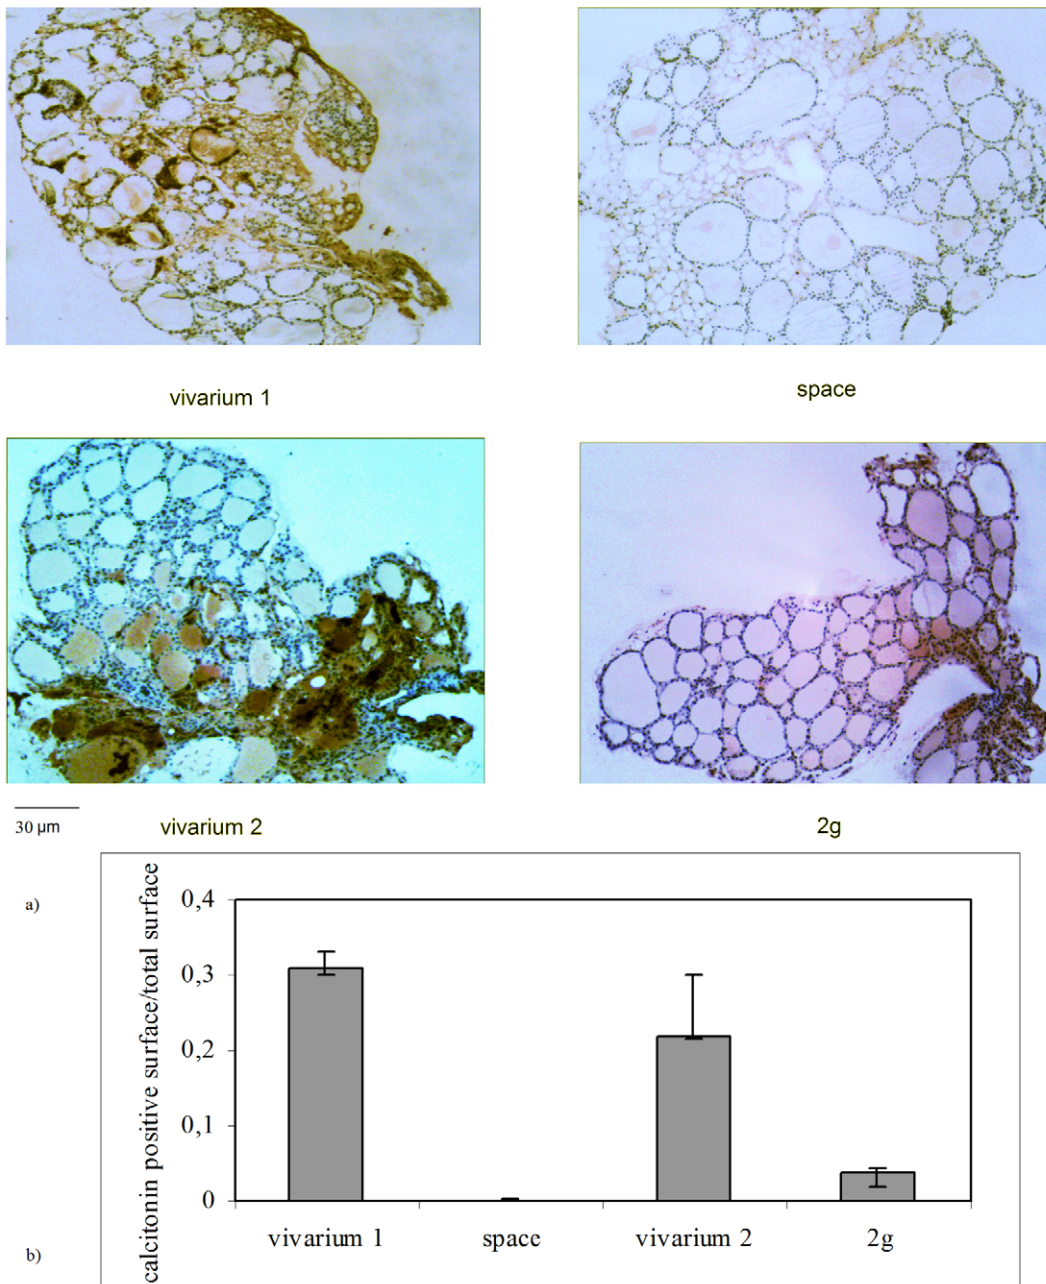 vivarium 1
space
vivarium 2
2g
30 µm
a)
calcitonin positive surface/total surface
0,4
0,3
0,2
0,1
0
vivarium 1
space
vivarium 2
2g
b)